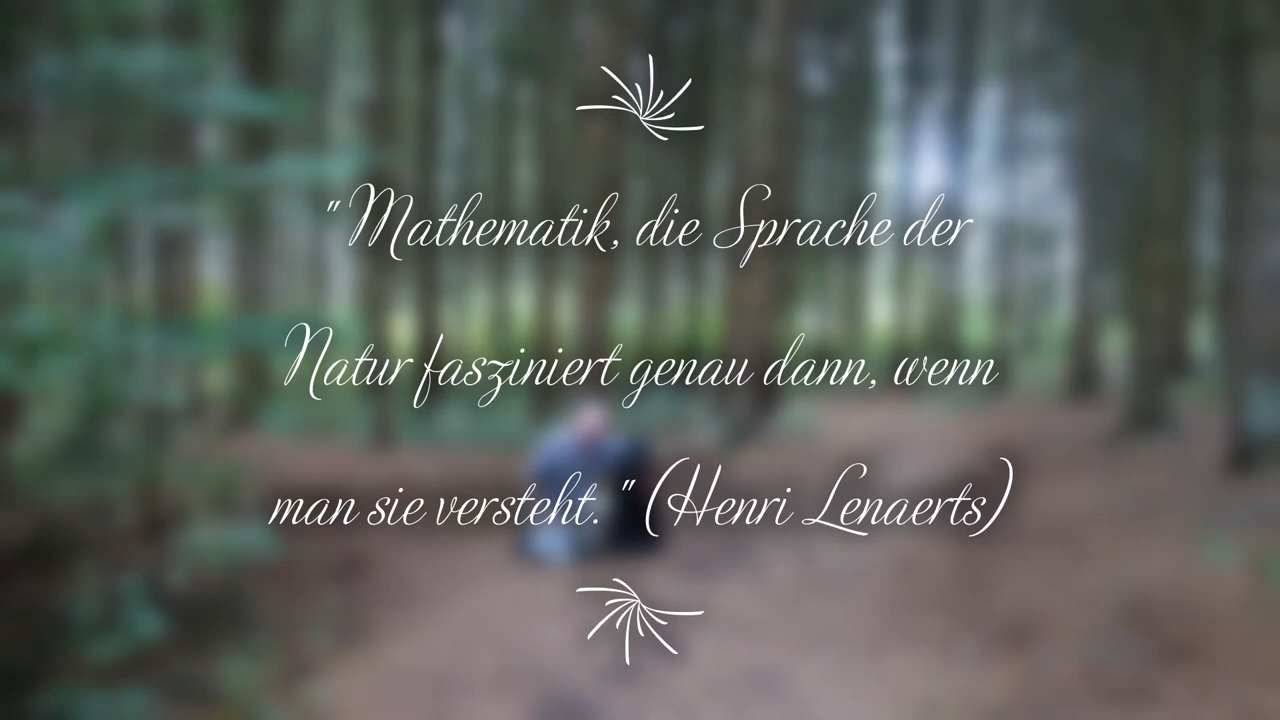 "Mathematik, die Sprache der
Natur fasziniert genau dann, wenn
man sie versteht." (Henri Lenaerts)